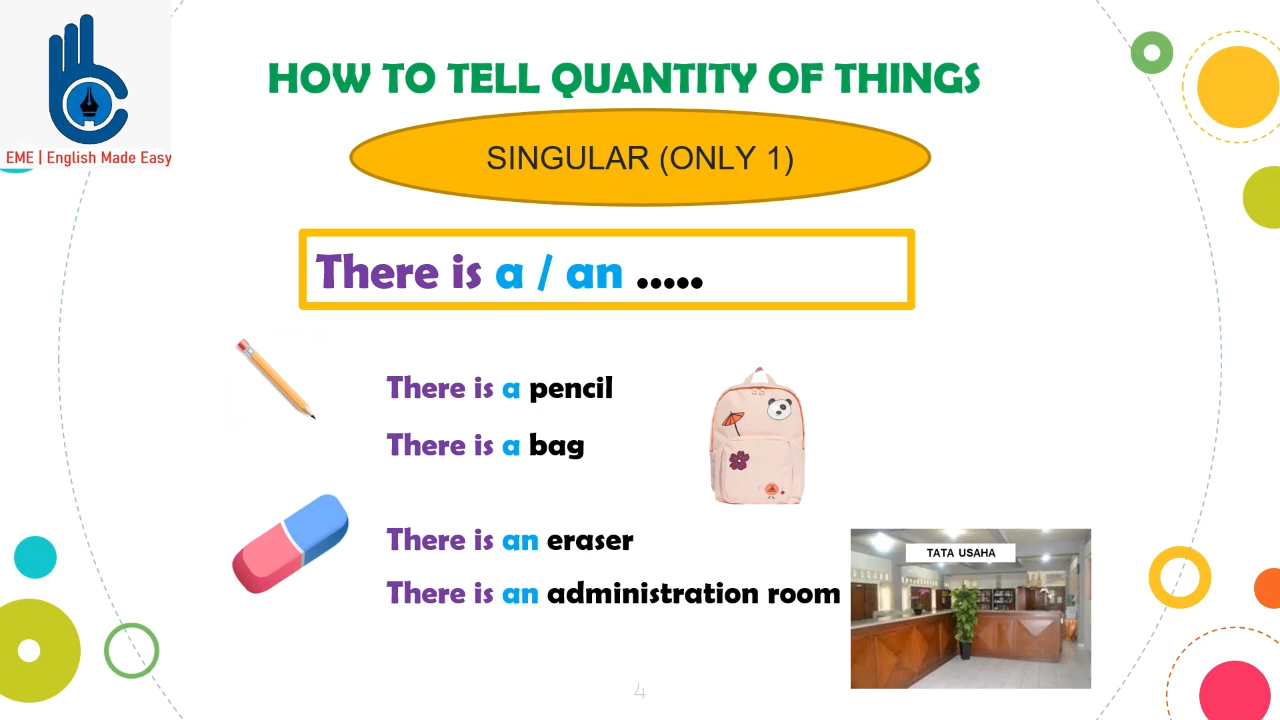 EME | English Made Easy
HOW TO TELL QUANTITY OF THINGS
SINGULAR (ONLY 1)
There is a / an .....
There is a pencil
There is a bag
There is an eraser
There is an administration room
TATA USAHA
4